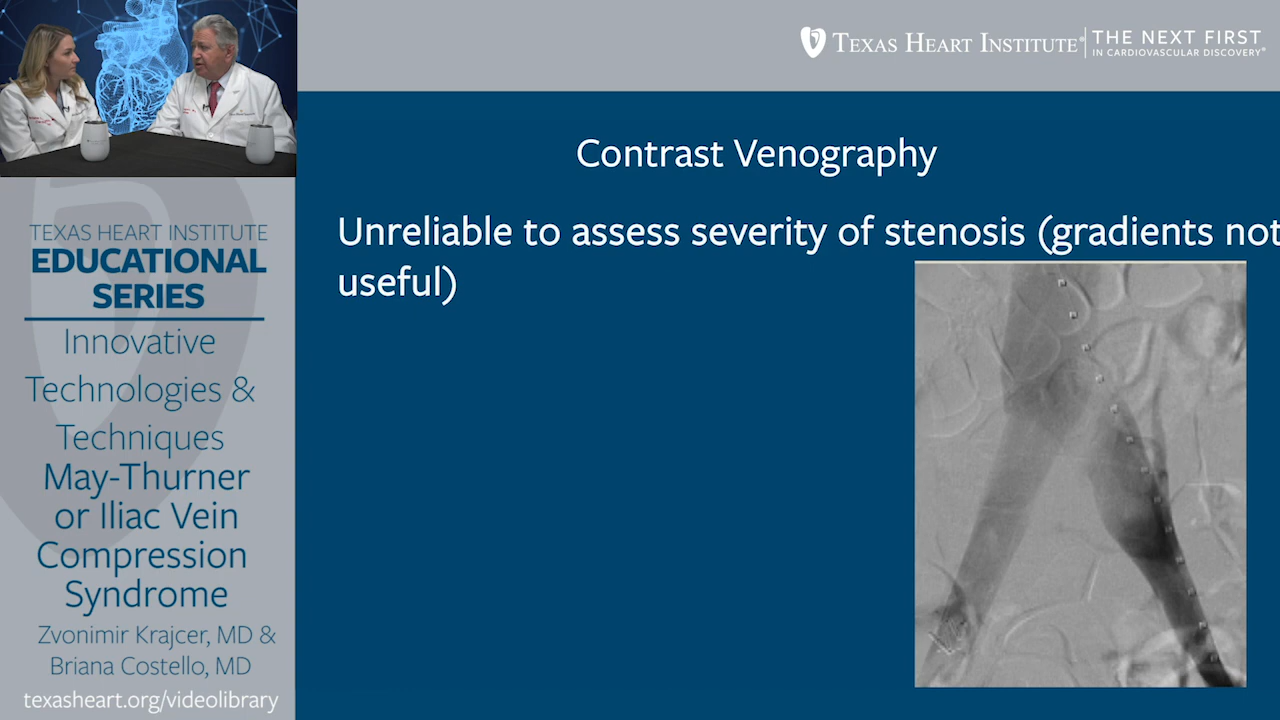 TEXAS HEART INSTITUTE®
THE NEXT FIRST
IN CARDIOVASCULAR DISCOVERY®
Contrast Venography
Unreliable to assess severity of stenosis (gradients not
useful)
TEXAS HEART INSTITUTE
EDUCATIONAL
SERIES
Innovative
Technologies &
Techniques
May-Thurner
or Iliac Vein
Compression
Syndrome
Zvonimir Krajcer, MD &
Briana Costello, MD
texasheart.org/videolibrary